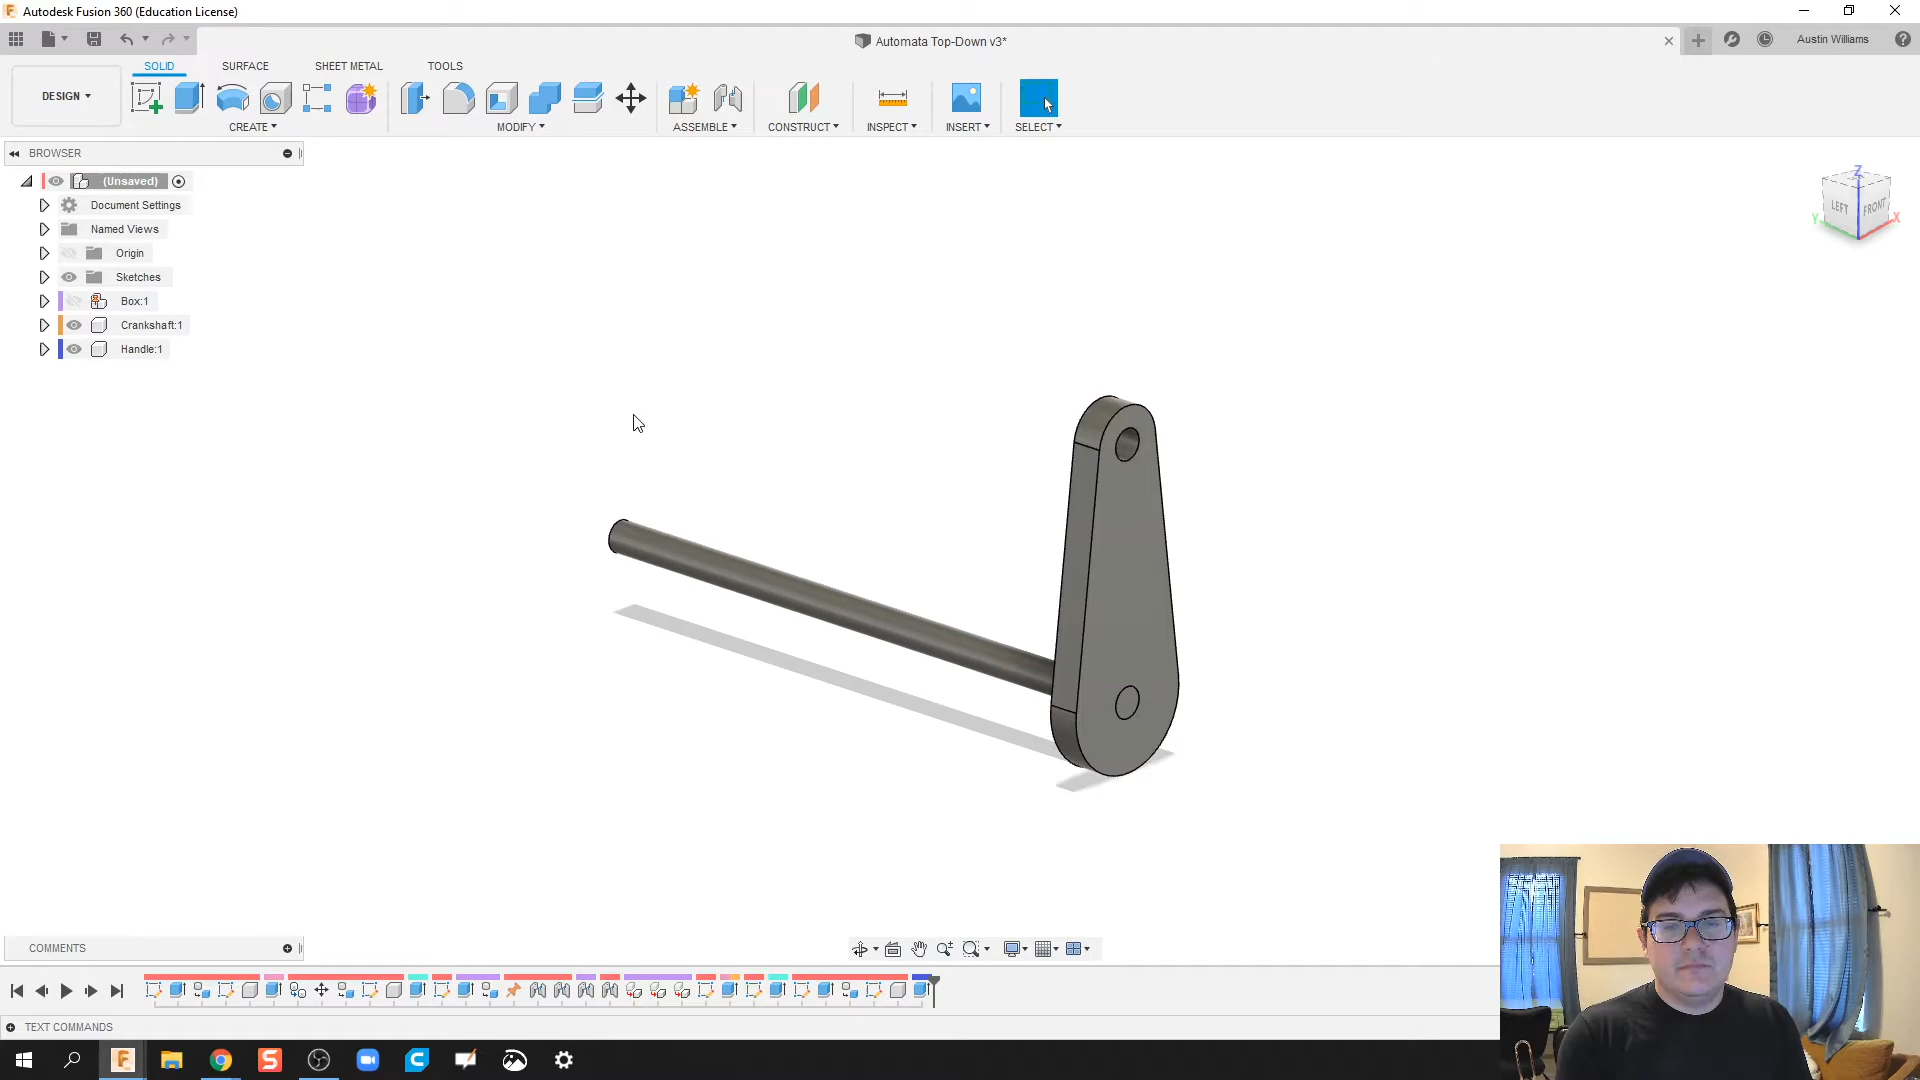 Autodesk Fusion 360 (Education License)
Automata Top-Down v3*
Austin Williams
DESIGN
SOLID SURFACE SHEET METAL TOOLS
CREATE MODIFY ASSEMBLE CONSTRUCT INSPECT INSERT SELECT
BROWSER
(Unsaved)
Document Settings
Named Views
Origin
Sketches
Box:1
Crankshaft:1
Handle:1
Z
LEFT FRONT
Y X
COMMENTS
TEXT COMMANDS